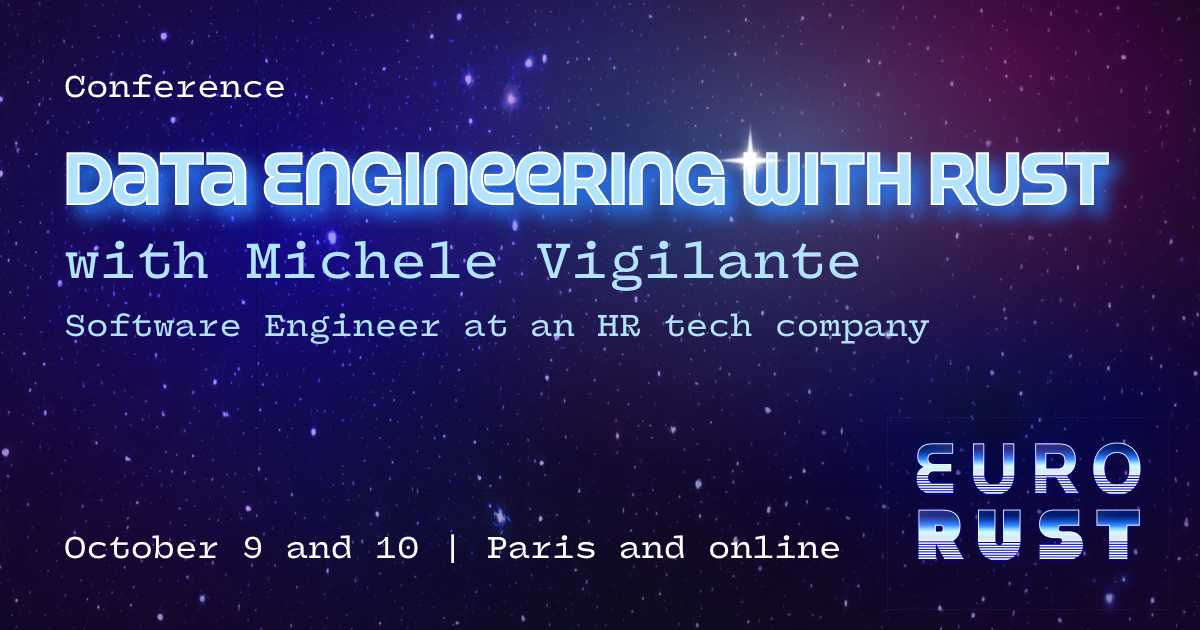 Conference
DATA ENGINEERING WITH RUST
with Michele Vigilante
Software Engineer at an HR tech company
October 9 and 10 | Paris and online
EURO
RUST